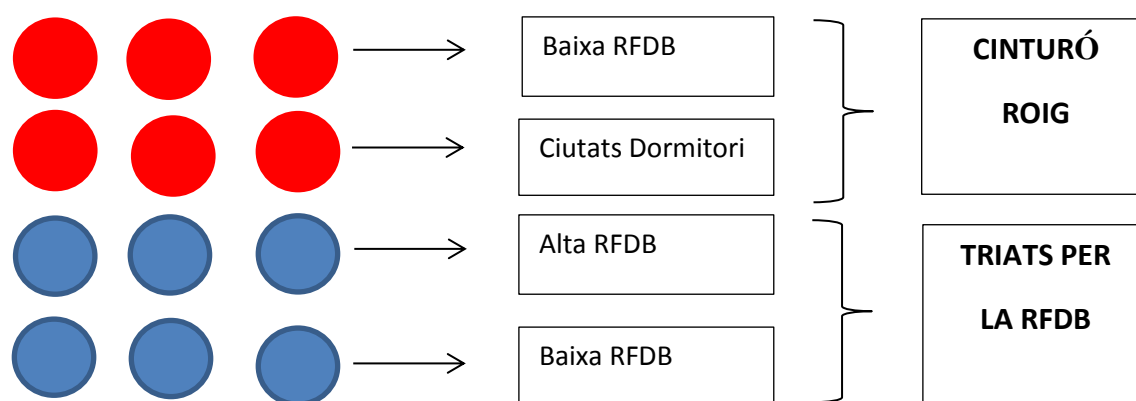 Baixa RFDB
Ciutats Dormitori
Alta RFDB
Baixa RFDB
CINTURÓ
ROIG
TRIATS PER
LA RFDB